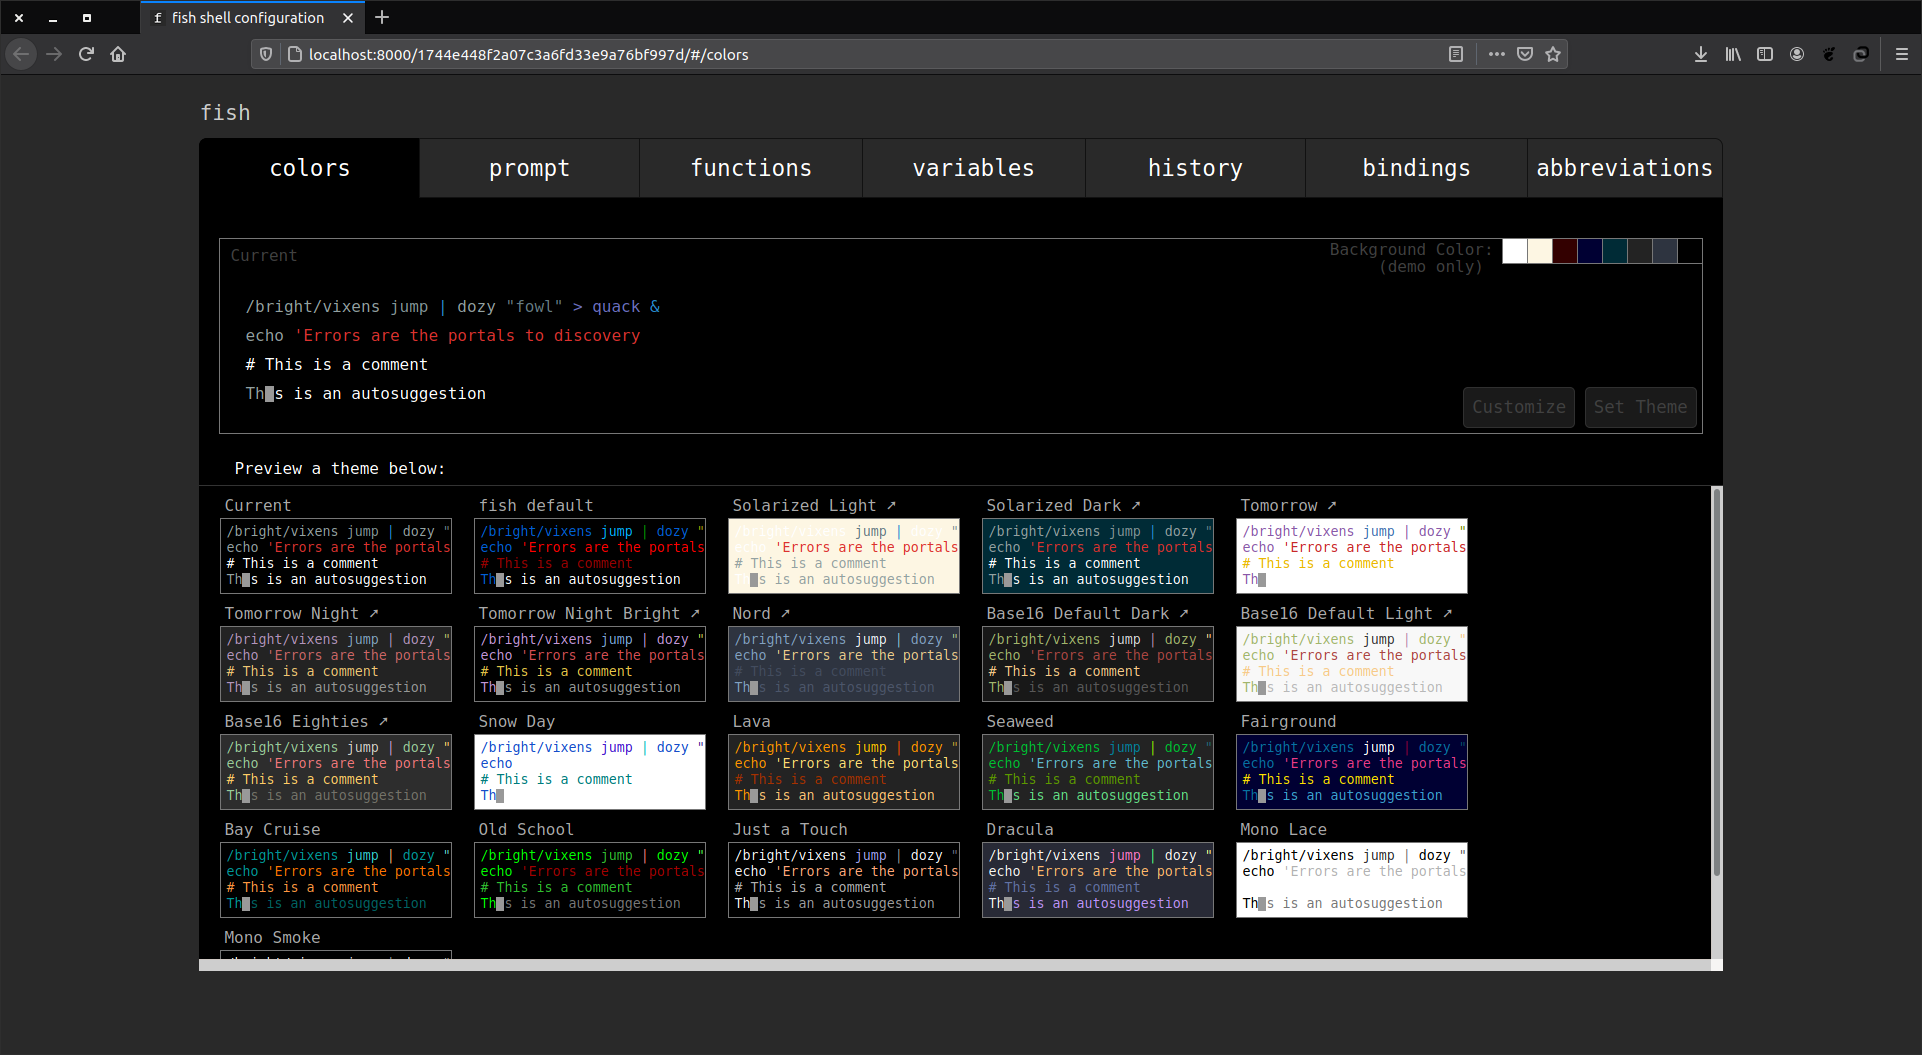 fish shell configuration
localhost:8000/1744e448f2a07c3a6fd33e9a76bf997d/#/colors
fish
colors prompt functions variables history bindings abbreviations
Current Background Color:
(demo only)
/bright/vixens jump | dozy "fowl" > quack &
echo 'Errors are the portals to discovery
# This is a comment
Th s is an autosuggestion
Customize Set Theme
Preview a theme below:
Current fish default Solarized Light ↗ Solarized Dark ↗ Tomorrow ↗
/bright/vixens jump | dozy " /bright/vixens jump | dozy " /bright/vixens jump | dozy " /bright/vixens jump | dozy " /bright/vixens jump | dozy "
echo 'Errors are the portals echo 'Errors are the portals echo 'Errors are the portals echo 'Errors are the portals echo 'Errors are the portals
# This is a comment # This is a comment # This is a comment # This is a comment # This is a comment
Th s is an autosuggestion Th s is an autosuggestion s is an autosuggestion Th s is an autosuggestion Th
Tomorrow Night ↗ Tomorrow Night Bright ↗ Nord ↗ Base16 Default Dark ↗ Base16 Default Light ↗
/bright/vixens jump | dozy " /bright/vixens jump | dozy " /bright/vixens jump | dozy " /bright/vixens jump | dozy " /bright/vixens jump | dozy "
echo 'Errors are the portals echo 'Errors are the portals echo 'Errors are the portals echo 'Errors are the portals echo 'Errors are the portals
# This is a comment # This is a comment # This is a comment # This is a comment # This is a comment
Th s is an autosuggestion Th s is an autosuggestion Th s is an autosuggestion Th s is an autosuggestion Th s is an autosuggestion
Base16 Eighties ↗ Snow Day Lava Seaweed Fairground
/bright/vixens jump | dozy " /bright/vixens jump | dozy " /bright/vixens jump | dozy " /bright/vixens jump | dozy " /bright/vixens jump | dozy "
echo 'Errors are the portals echo echo 'Errors are the portals echo 'Errors are the portals echo 'Errors are the portals
# This is a comment # This is a comment # This is a comment # This is a comment # This is a comment
Th s is an autosuggestion Th Th s is an autosuggestion Th s is an autosuggestion Th s is an autosuggestion
Bay Cruise Old School Just a Touch Dracula Mono Lace
/bright/vixens jump | dozy " /bright/vixens jump | dozy " /bright/vixens jump | dozy " /bright/vixens jump | dozy " /bright/vixens jump | dozy "
echo 'Errors are the portals echo 'Errors are the portals echo 'Errors are the portals echo 'Errors are the portals echo 'Errors are the portals
# This is a comment # This is a comment # This is a comment # This is a comment
Th s is an autosuggestion Th s is an autosuggestion Th s is an autosuggestion Th s is an autosuggestion Th s is an autosuggestion
Mono Smoke